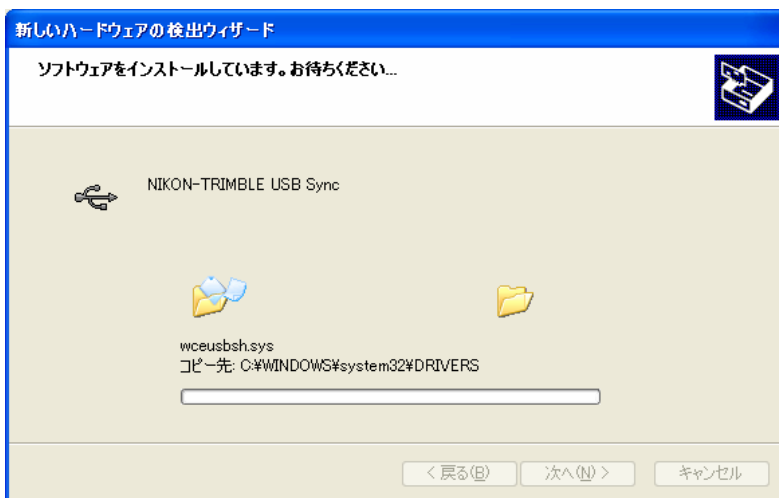 新しいハードウェアの検出ウィザード
ソフトウェアをインストールしています。お待ちください...
NIKON-TRIMBLE USB Sync
wceusbsh.sys
コピー先: C:¥WINDOWS¥system32¥DRIVERS
< 戻る(B) 次へ(N) > キャンセル